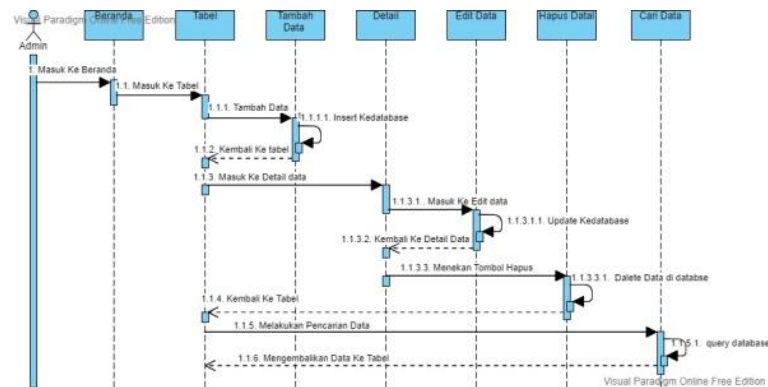 Visual Paradigm Online Free Edition
Admin
Beranda
Tabel
Tambah
Data
Detail
Edit Data
Hapus Datal
Cari Data
1. Masuk Ke Beranda
1.1. Masuk Ke Tabel
1.1.1. Tambah Data
1.1.1.1. Insert Kedatabase
1.1.2. Kembali Ke tabel
1.1.3. Masuk Ke Detail data
1.1.3.1.. Masuk Ke Edit data
1.1.3.1.1. Update Kedatabase
1.1.3.2. Kembali Ke Detail Data
1.1.3.3. Menekan Tombol Hapus
1.1.3.3.1. Dalete Data di databse
1.1.4. Kembali Ke Tabel
1.1.5. Melakukan Pencarian Data
1.1.5.1. query database
1.1.6. Mengembalikan Data Ke Tabel
Visual Paradigm Online Free Edition